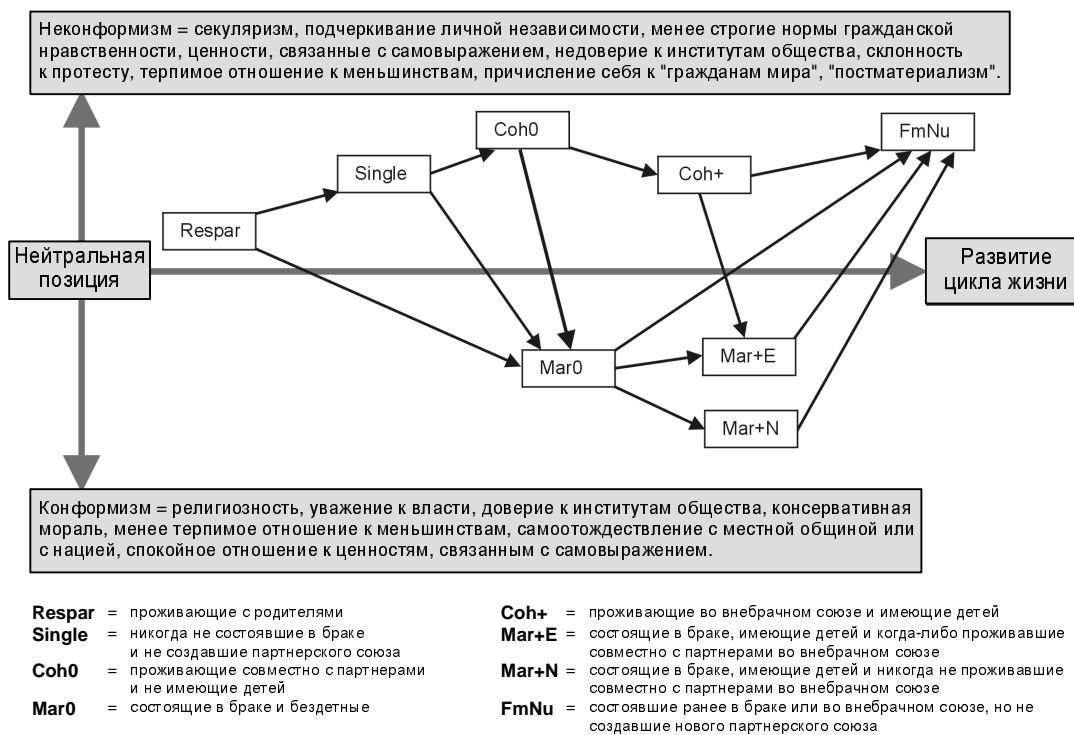 Неконформизм = секуляризм, подчеркивание личной независимости, менее строгие нормы гражданской
нравственности, ценности, связанные с самовыражением, недоверие к институтам общества, склонность
к протесту, терпимое отношение к меньшинствам, причисление себя к "гражданам мира", "постматериализм".
Coh0
FmNu
Single
Coh+
Respar
Нейтральная
позиция
Развитие
цикла жизни
Mar0
Mar+E
Mar+N
Конформизм = религиозность, уважение к власти, доверие к институтам общества, консервативная
мораль, менее терпимое отношение к меньшинствам, самоотождествление с местной общиной или
с нацией, спокойное отношение к ценностям, связанным с самовыражением.
Respar = проживающие с родителями
Single = никогда не состоявшие в браке
и не создавшие партнерского союза
Coh0 = проживающие совместно с партнерами
и не имеющие детей
Mar0 = состоящие в браке и бездетные
Coh+ = проживающие во внебрачном союзе и имеющие детей
Mar+E = состоящие в браке, имеющие детей и когда-либо проживавшие
совместно с партнерами во внебрачном союзе
Mar+N = состоящие в браке, имеющие детей и никогда не проживавшие
совместно с партнерами во внебрачном союзе
FmNu = состоявшие ранее в браке или во внебрачном союзе, но не
создавшие нового партнерского союза